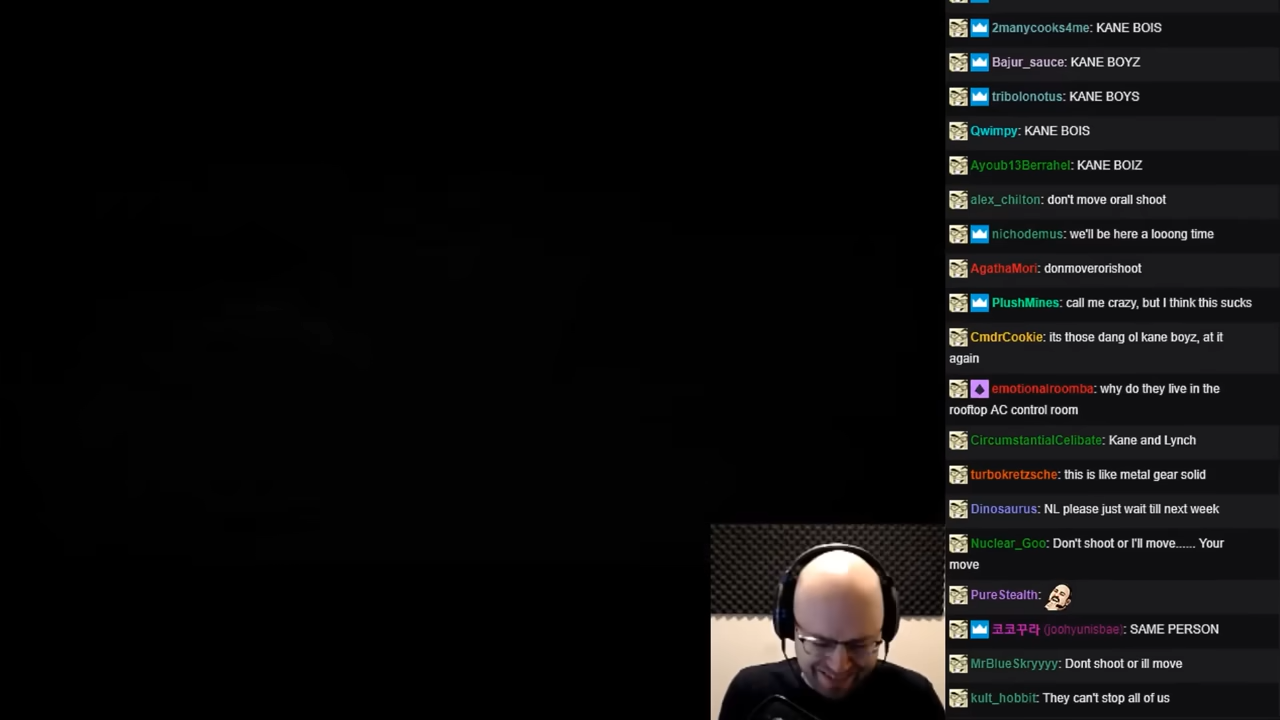 2manycooks4me: KANE BOIS
Bajur_sauce: KANE BOYZ
tribolonotus: KANE BOYS
Qwimpy: KANE BOIS
Ayoub13Berrahel: KANE BOIZ
alex_chilton: don't move orall shoot
nichodemus: we'll be here a looong time
AgathaMori: donmoverorishoot
PlushMines: call me crazy, but I think this sucks
CmdrCookie: its those dang ol kane boyz, at it
again
emotionalroomba: why do they live in the
rooftop AC control room
CircumstantialCelibate: Kane and Lynch
turbokretzsche: this is like metal gear solid
Dinosaurus: NL please just wait till next week
Nuclear_Goo: Don't shoot or I'll move...... Your
move
PureStealth:
코코꾸라 (joohyunisbae): SAME PERSON
MrBlueSkryyyy: Dont shoot or ill move
kult_hobbit: They can't stop all of us